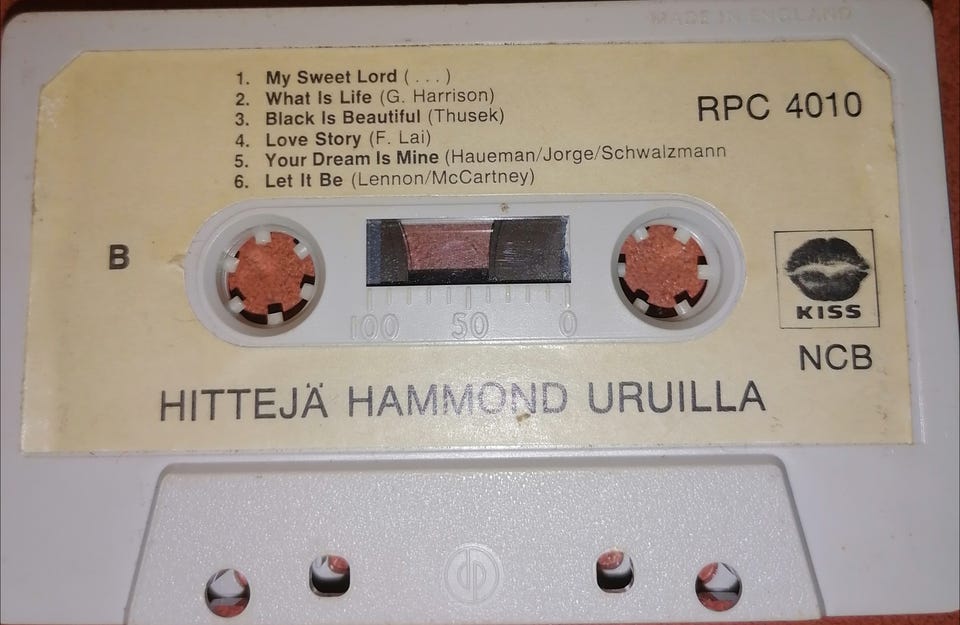 MADE IN ENGLAND
1. My Sweet Lord (...)
2. What Is Life (G. Harrison)
3. Black Is Beautiful (Thusek)
4. Love Story (F. Lai)
5. Your Dream Is Mine (Haueman/Jorge/Schwalzmann
6. Let It Be (Lennon/McCartney)
RPC 4010
B
100 50 0
KISS
NCB
HITTEJÄ HAMMOND URUILLA